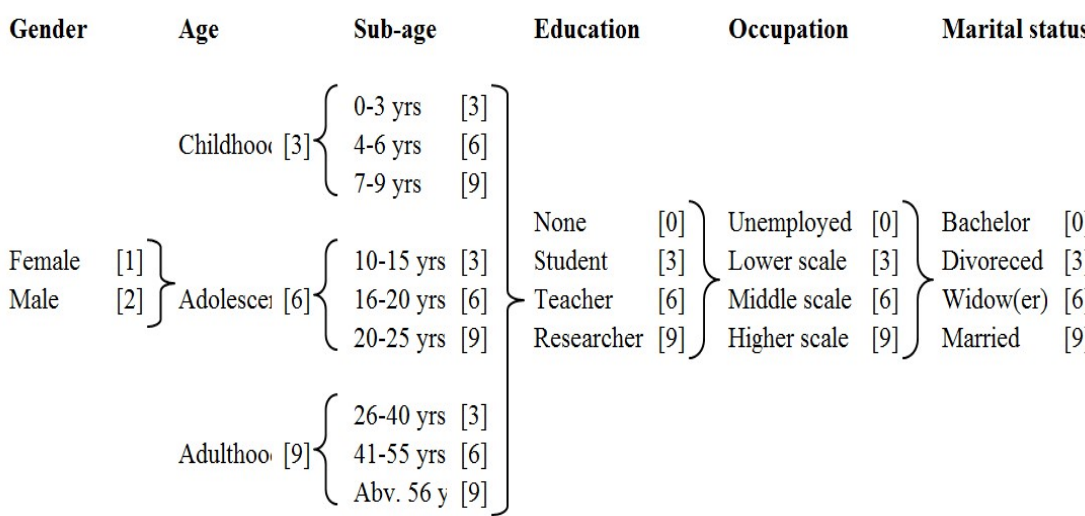 Gender Age Sub-age Education Occupation Marital status
0-3 yrs [3]
Childhoo [3] 4-6 yrs [6]
7-9 yrs [9]
None [0] Unemployed [0] Bachelor [0]
Female [1] 10-15 yrs [3] Student [3] Lower scale [3] Divoreced [3]
Male [2] Adolescer [6] 16-20 yrs [6] Teacher [6] Middle scale [6] Widow(er) [6]
20-25 yrs [9] Researcher [9] Higher scale [9] Married [9]
26-40 yrs [3]
Adulthoo [9] 41-55 yrs [6]
Abv. 56 y [9]